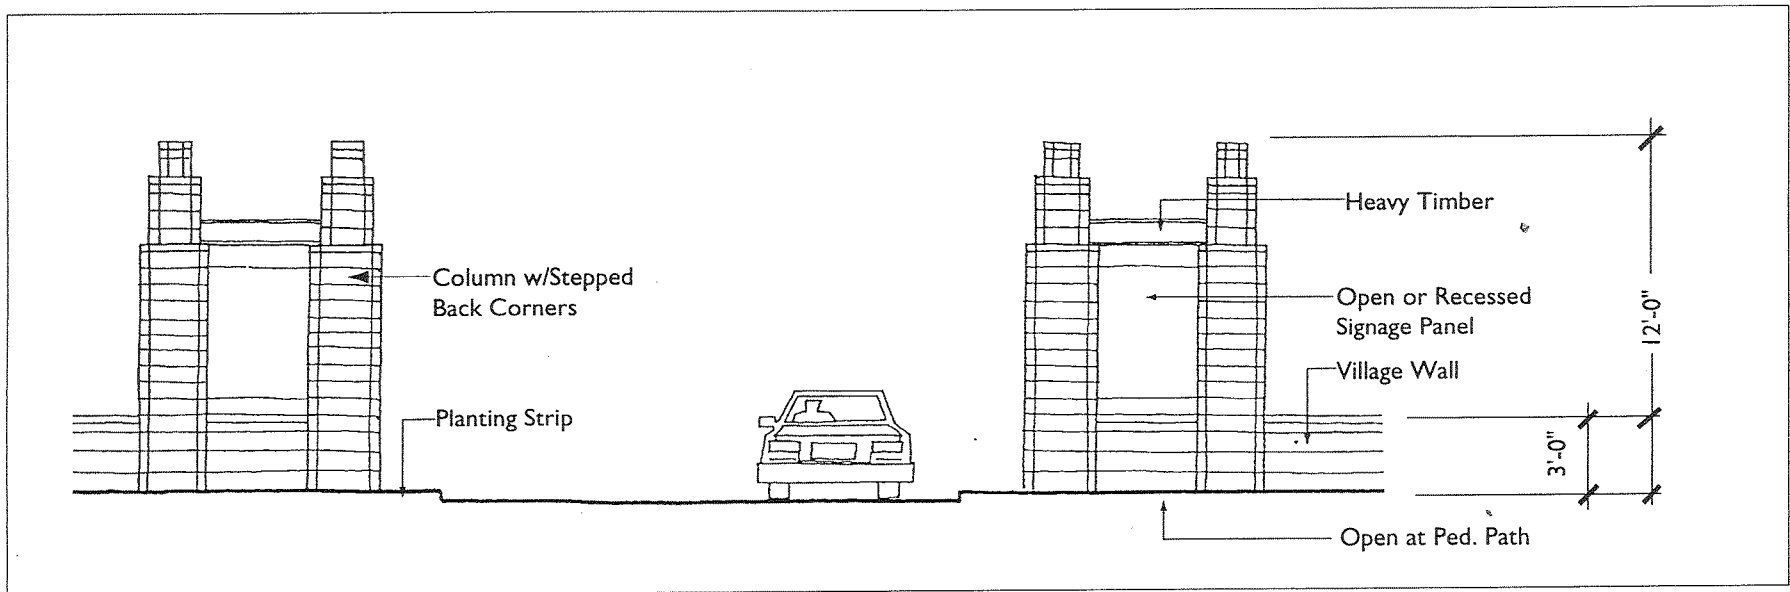 Heavy Timber
Column w/Stepped
Back Corners
Open or Recessed
Signage Panel
12'-0"
Village Wall
Planting Strip
3'-0"
Open at Ped. Path